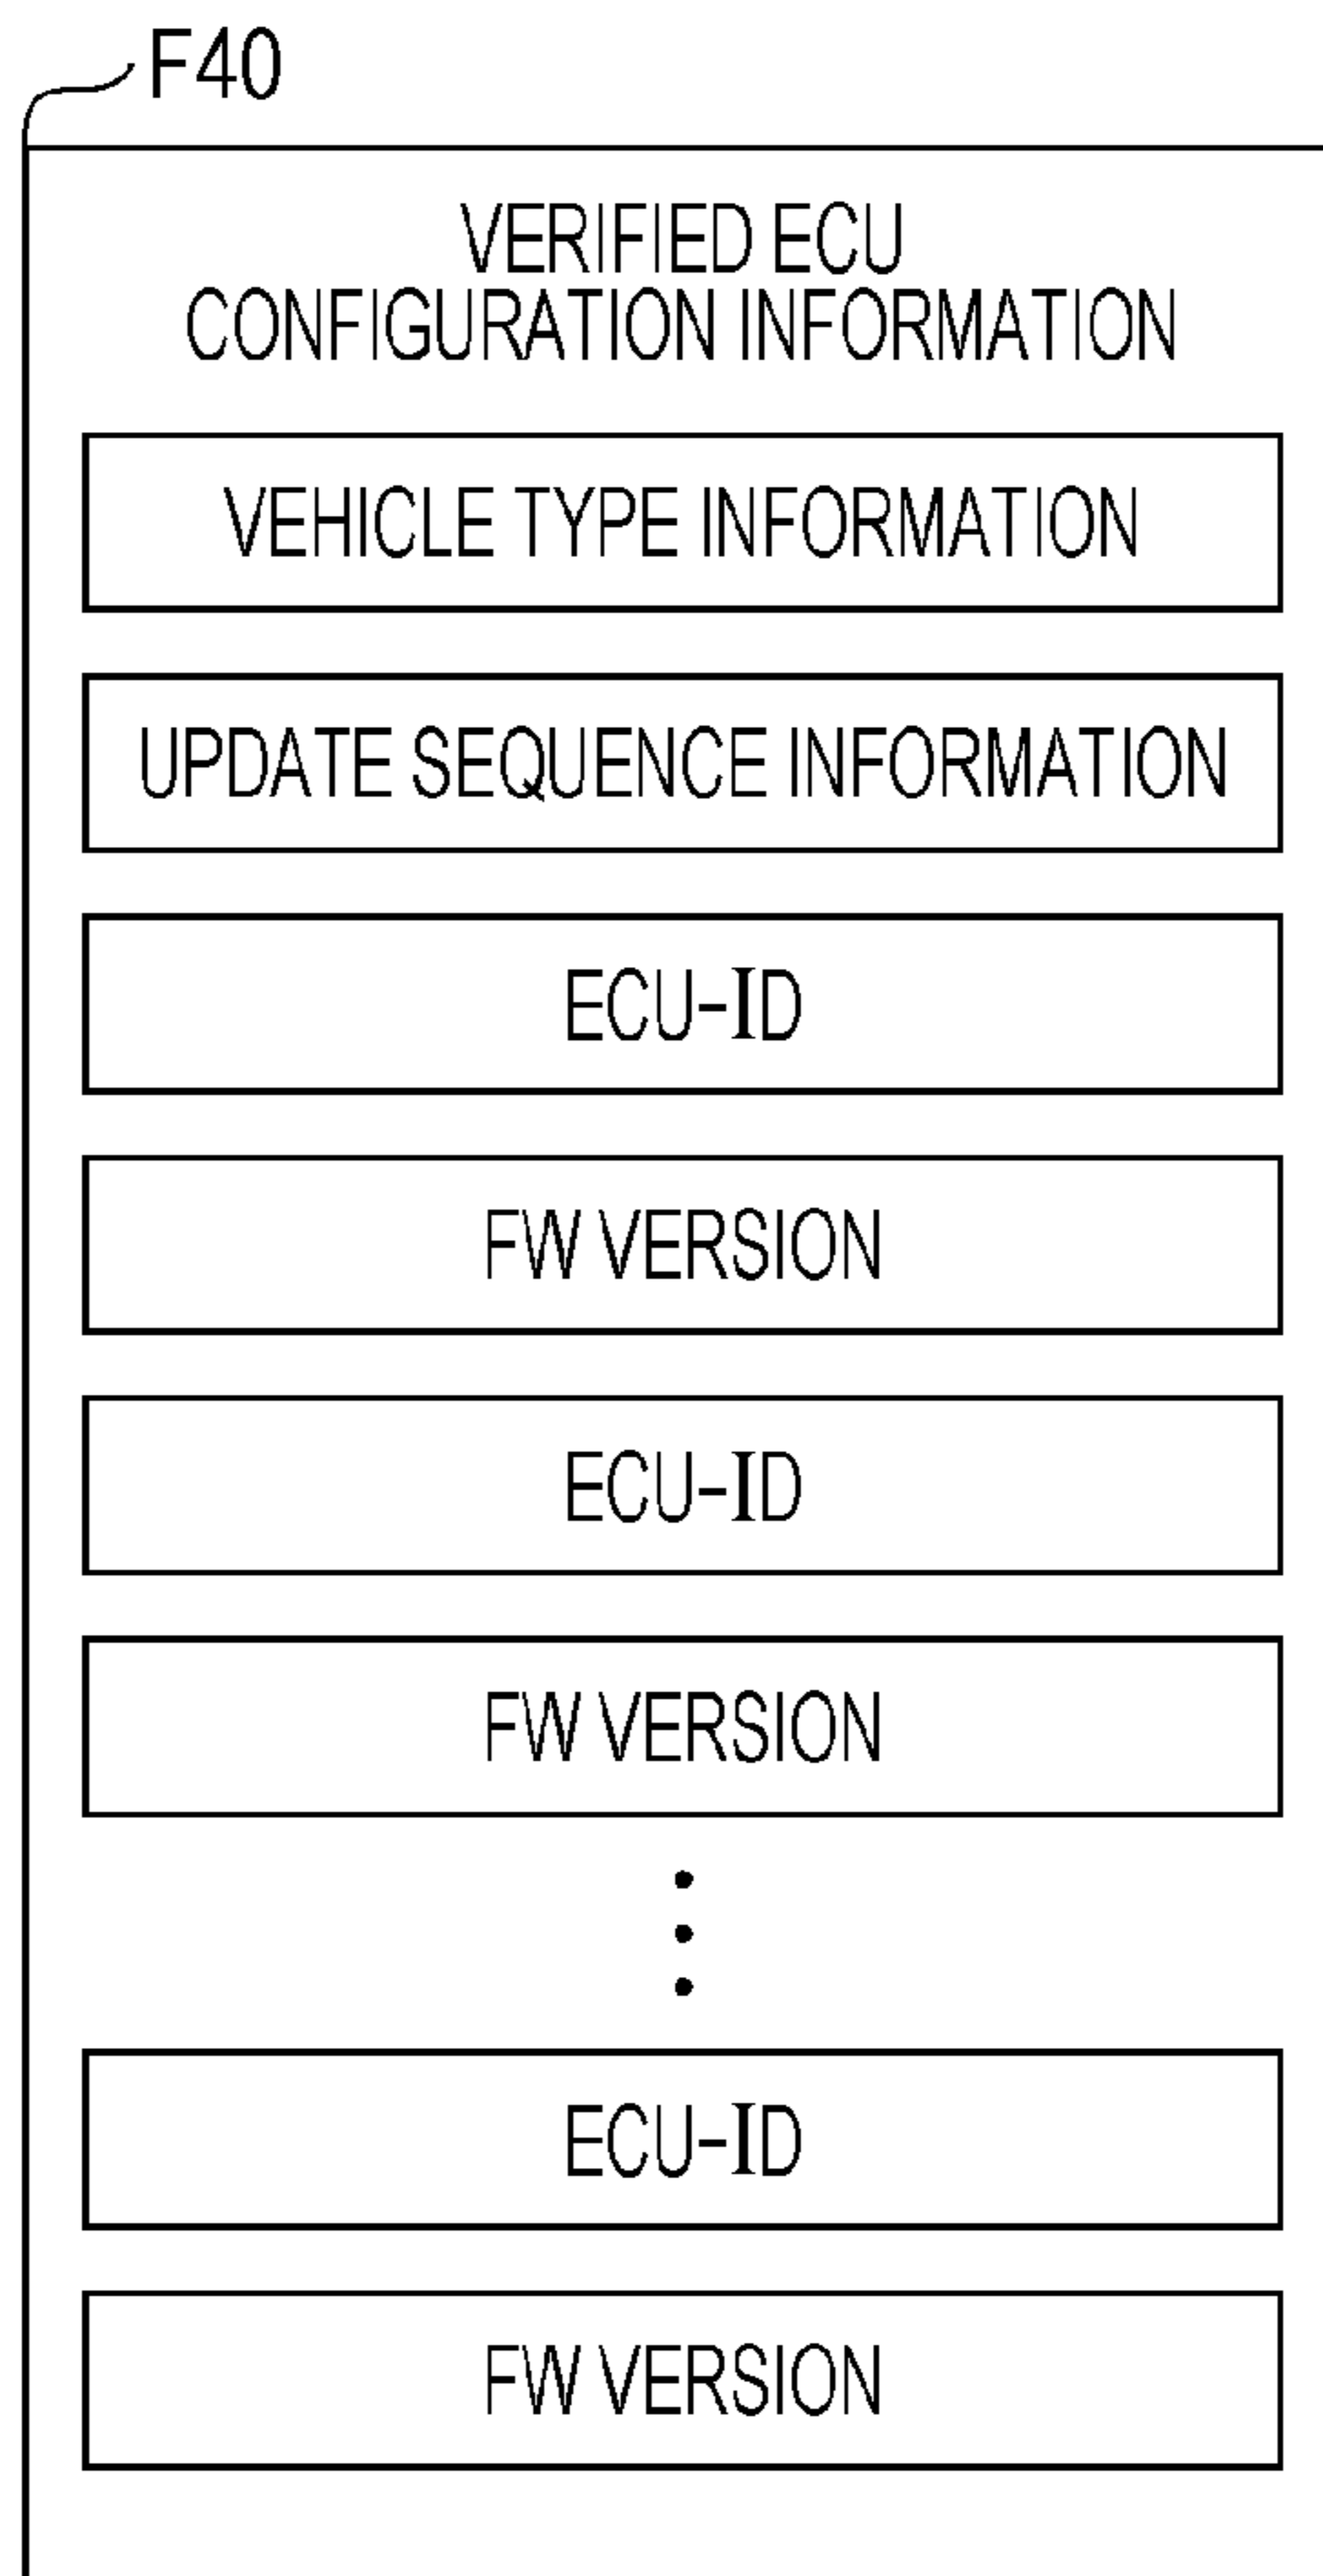 F40
VERIFIED ECU
CONFIGURATION INFORMATION
VEHICLE TYPE INFORMATION
UPDATE SEQUENCE INFORMATION
ECU-ID
FW VERSION
ECU-ID
FW VERSION
ECU-ID
FW VERSION